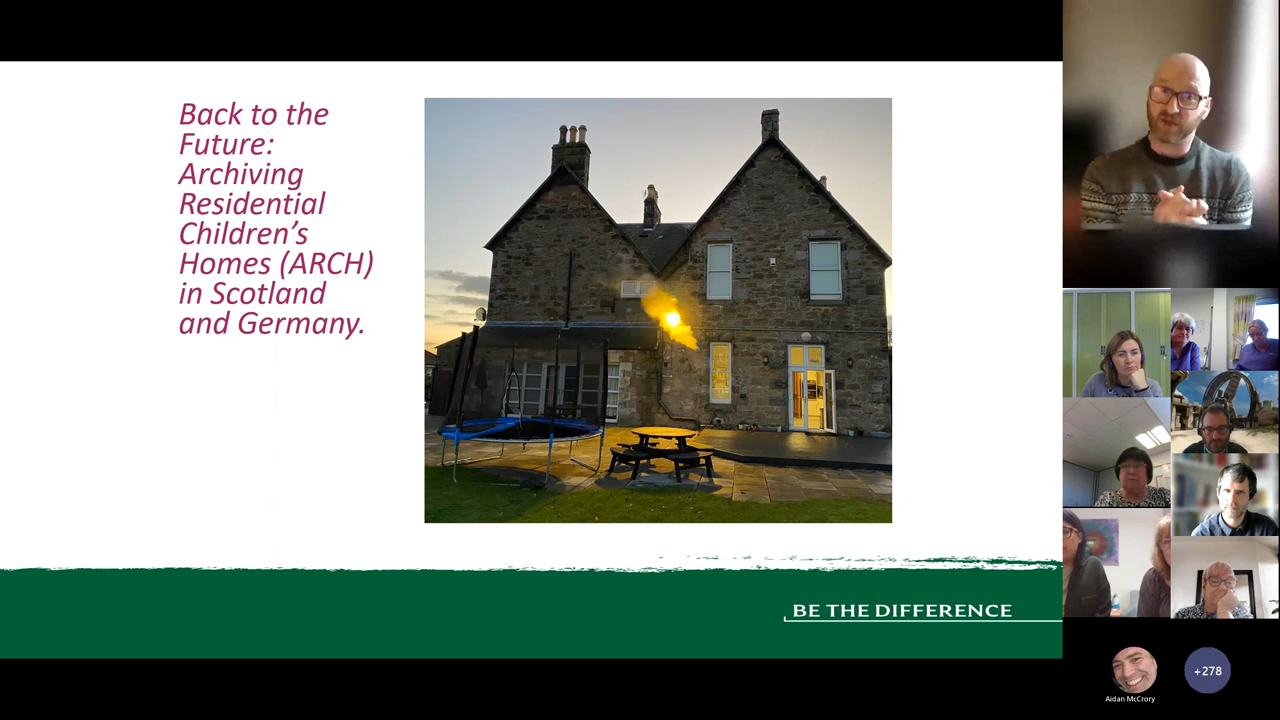 Back to the
Future:
Archiving
Residential
Children’s
Homes (ARCH)
in Scotland
and Germany.
BE THE DIFFERENCE
Aidan McCrory
+278